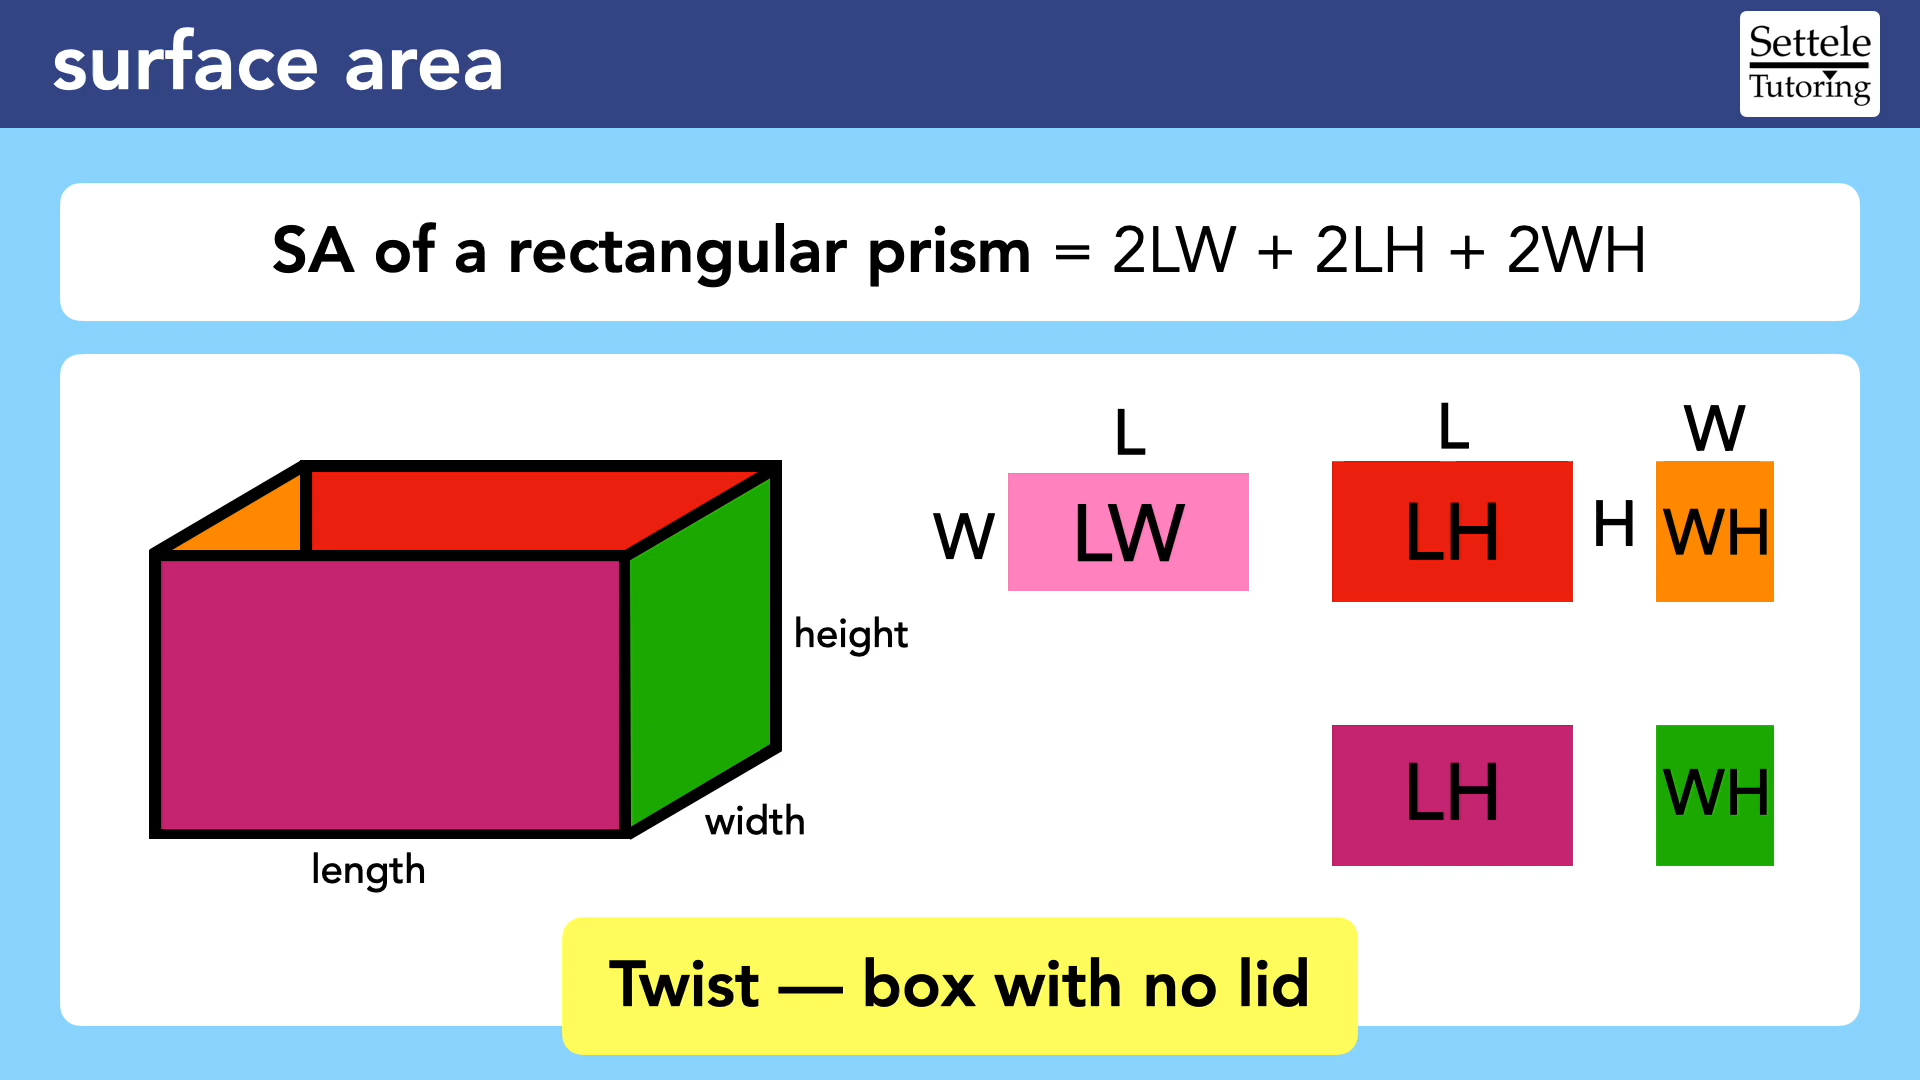 surface area
Settele
Tutoring
SA of a rectangular prism = 2LW + 2LH + 2WH
L
L
W
W
LW
LH
H
WH
height
width
length
LH
WH
Twist — box with no lid